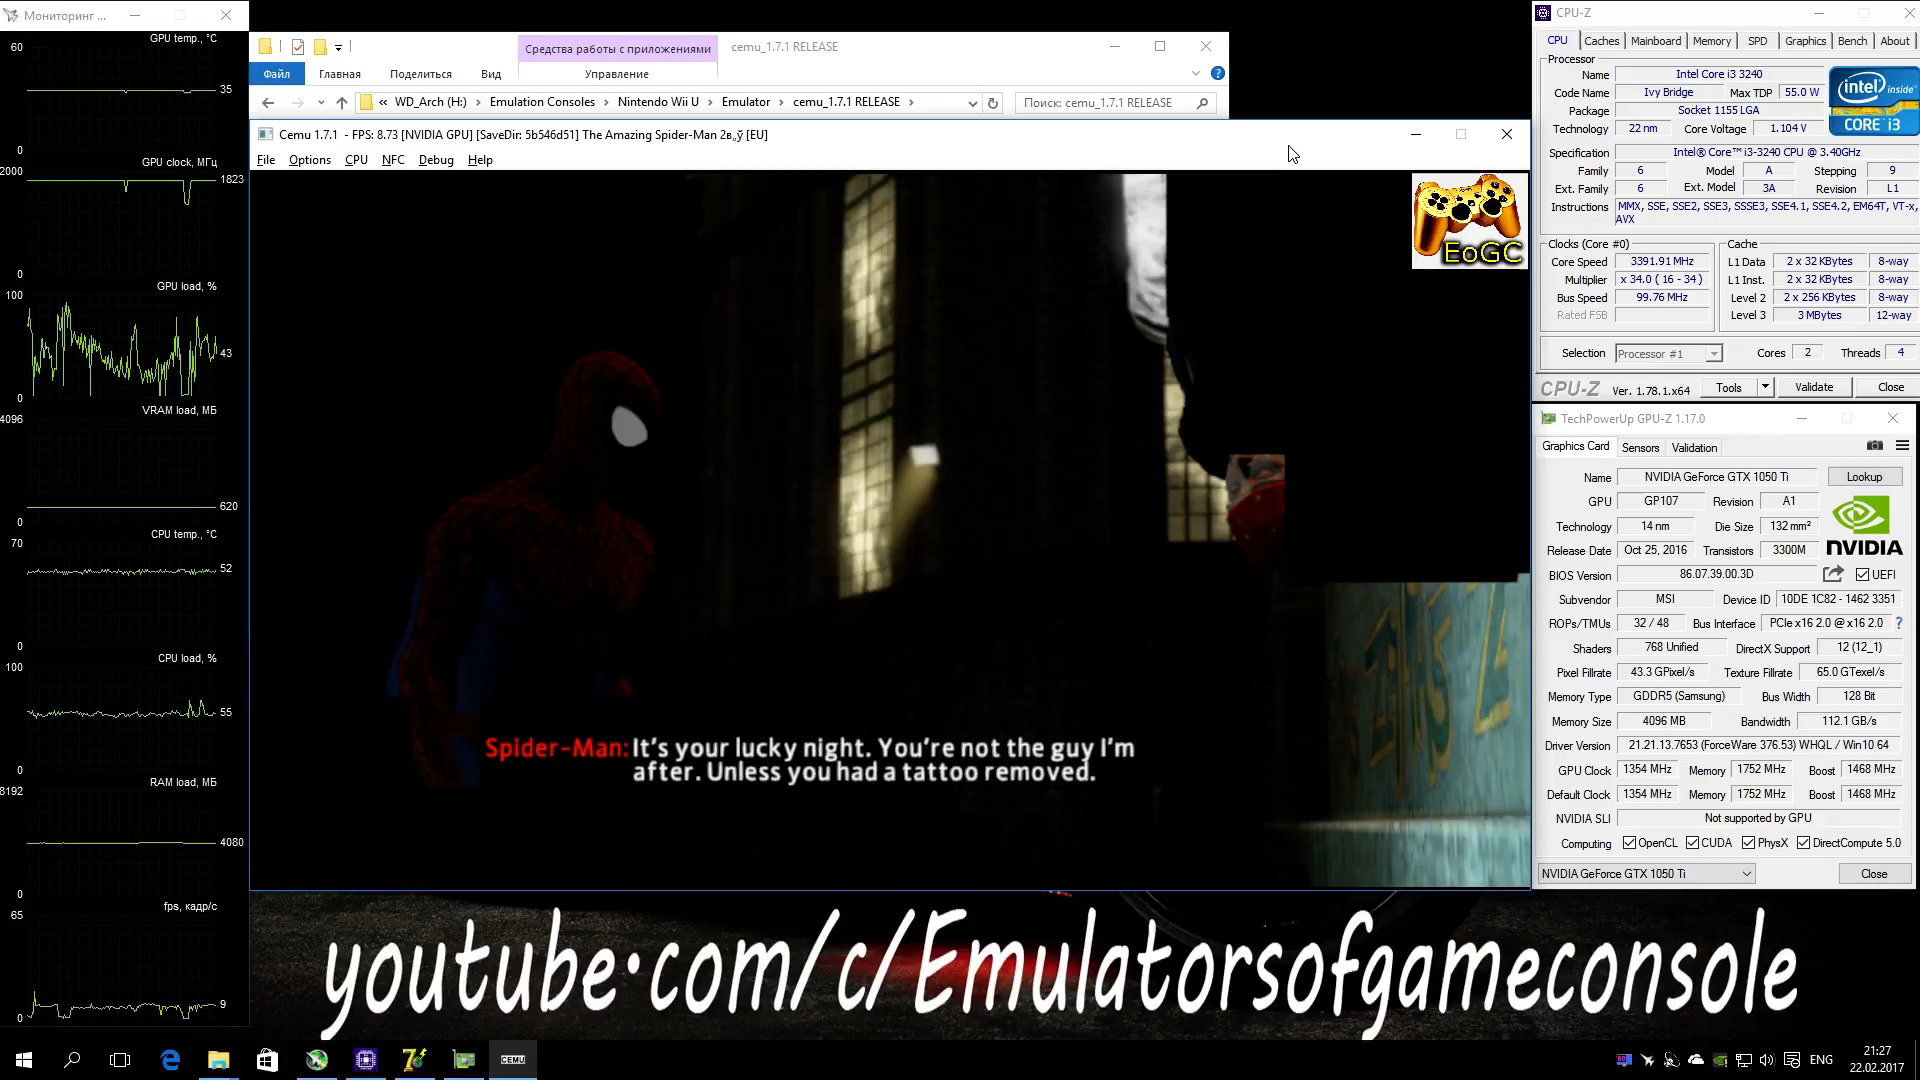 Мониторинг ...
GPU temp., °C
60
35
0
GPU clock, МГц
2000
1823
0
GPU load, %
100
43
0
VRAM load, МБ
4096
620
0
CPU temp., °C
70
52
0
CPU load, %
100
55
0
RAM load, МБ
8192
4080
0
fps, кадр/с
65
9
0
Средства работы с приложениями
cemu_1.7.1 RELEASE
Файл Главная Поделиться Вид Управление
« WD_Arch (H:) > Emulation Consoles > Nintendo Wii U > Emulator > cemu_1.7.1 RELEASE >
Поиск: cemu_1.7.1 RELEASE
Cemu 1.7.1 - FPS: 8.73 [NVIDIA GPU] [SaveDir: 5b546d51] The Amazing Spider-Man 2в„ў [EU]
File Options CPU NFC Debug Help
EoGC
Spider-Man: It's your lucky night. You're not the guy I'm
after. Unless you had a tattoo removed.
CPU-Z
CPU Caches Mainboard Memory SPD Graphics Bench About
Processor
Name Intel Core i3 3240
Code Name Ivy Bridge Max TDP 55.0 W
Package Socket 1155 LGA
Technology 22 nm Core Voltage 1.104 V
intel inside™
CORE i3
Specification Intel® Core™ i3-3240 CPU @ 3.40GHz
Family 6 Model A Stepping 9
Ext. Family 6 Ext. Model 3A Revision L1
Instructions MMX, SSE, SSE2, SSE3, SSSE3, SSE4.1, SSE4.2, EM64T, VT-x,
AVX
Clocks (Core #0)
Core Speed 3391.91 MHz
Multiplier x 34.0 ( 16 - 34 )
Bus Speed 99.76 MHz
Rated FSB
Cache
L1 Data 2 x 32 KBytes 8-way
L1 Inst. 2 x 32 KBytes 8-way
Level 2 2 x 256 KBytes 8-way
Level 3 3 MBytes 12-way
Selection Processor #1 Cores 2 Threads 4
CPU-Z Ver. 1.78.1.x64 Tools Validate Close
TechPowerUp GPU-Z 1.17.0
Graphics Card Sensors Validation
Name NVIDIA GeForce GTX 1050 Ti Lookup
GPU GP107 Revision A1
Technology 14 nm Die Size 132 mm²
Release Date Oct 25, 2016 Transistors 3300M
NVIDIA
BIOS Version 86.07.39.00.3D UEFI
Subvendor MSI Device ID 10DE 1C82 - 1462 3351
ROPs/TMUs 32 / 48 Bus Interface PCIe x16 2.0 @ x16 2.0 ?
Shaders 768 Unified DirectX Support 12 (12_1)
Pixel Fillrate 43.3 GPixel/s Texture Fillrate 65.0 GTexel/s
Memory Type GDDR5 (Samsung) Bus Width 128 Bit
Memory Size 4096 MB Bandwidth 112.1 GB/s
Driver Version 21.21.13.7653 (ForceWare 376.53) WHQL / Win10 64
GPU Clock 1354 MHz Memory 1752 MHz Boost 1468 MHz
Default Clock 1354 MHz Memory 1752 MHz Boost 1468 MHz
NVIDIA SLI Not supported by GPU
Computing OpenCL CUDA PhysX DirectCompute 5.0
NVIDIA GeForce GTX 1050 Ti Close
youtube.com/c/Emulatorsofgameconsole
CEMU
ENG
21:27
22.02.2017